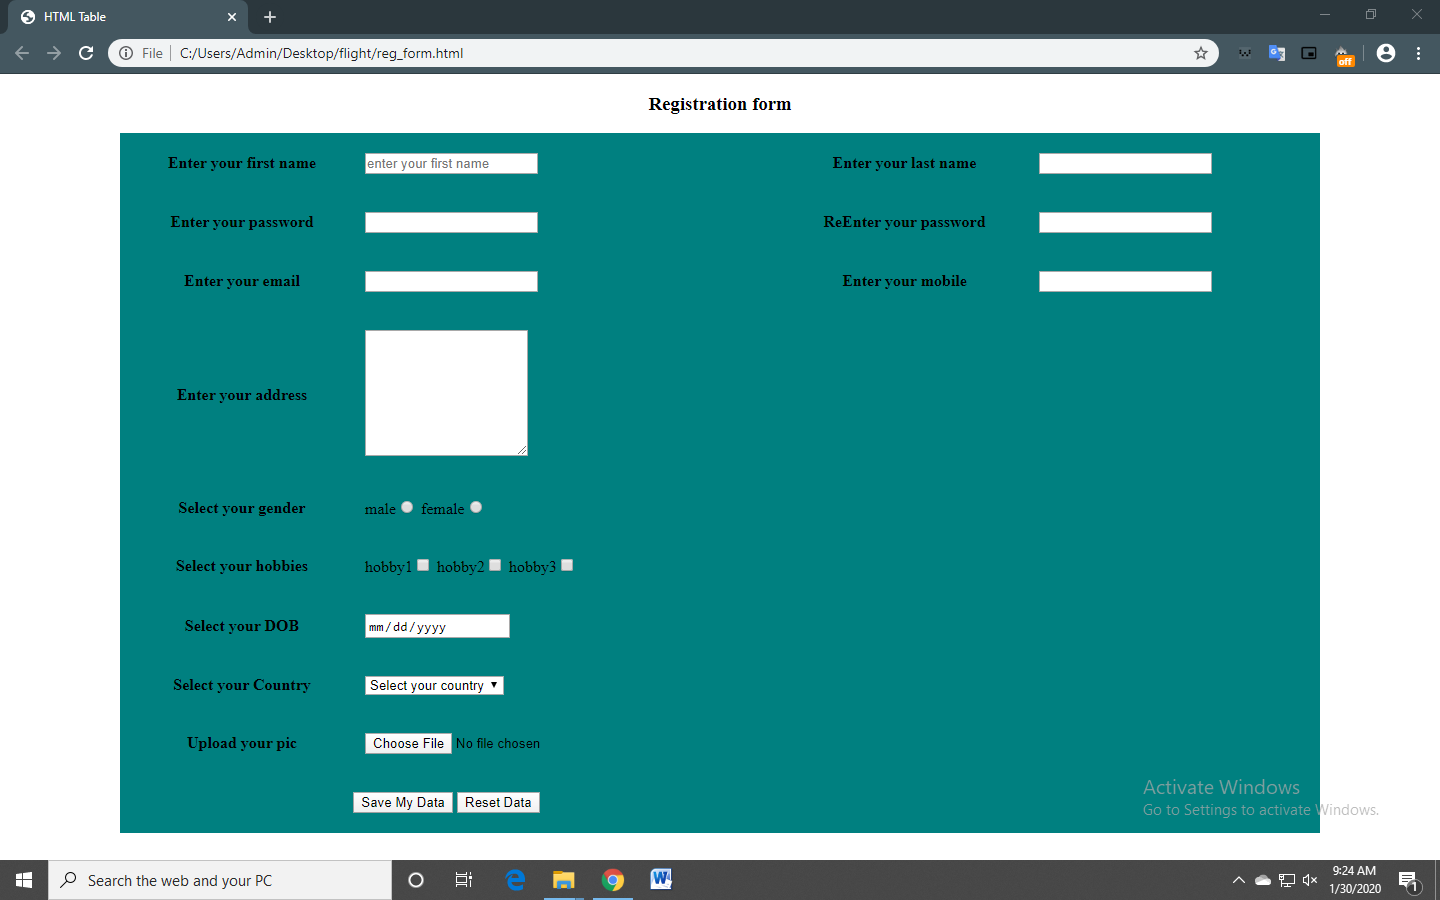 HTML Table
File C:/Users/Admin/Desktop/flight/reg_form.html
off
Registration form
Enter your first name enter your first name Enter your last name
Enter your password ReEnter your password
Enter your email Enter your mobile
Enter your address
Select your gender male female
Select your hobbies hobby1 hobby2 hobby3
Select your DOB mm/dd/yyyy
Select your Country Select your country
Upload your pic Choose File No file chosen
Save My Data Reset Data
Activate Windows
Go to Settings to activate Windows.
Search the web and your PC
9:24 AM
1/30/2020
1